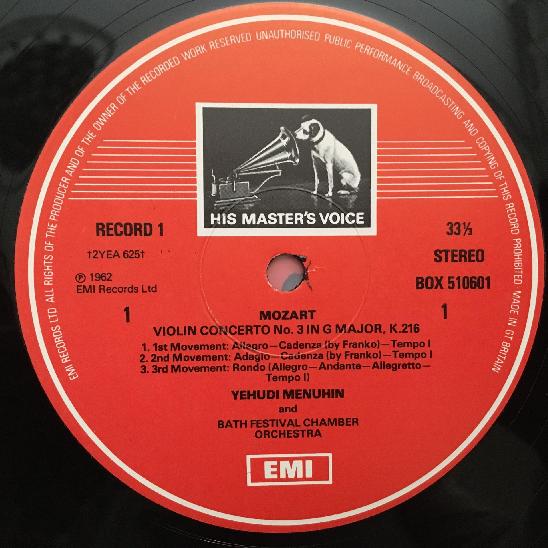 EMI RECORDS LTD ALL RIGHTS OF THE PRODUCER AND OF THE OWNER OF THE RECORDED WORK RESERVED UNAUTHORISED PUBLIC PERFORMANCE BROADCASTING AND COPYING OF THIS RECORD PROHIBITED MADE IN GT BRITAIN
HIS MASTER'S VOICE
RECORD 1
33⅓
†2YEA 625†
STEREO
℗ 1962
EMI Records Ltd
BOX 510601
1
1
MOZART
VIOLIN CONCERTO No. 3 IN G MAJOR, K.216
1. 1st Movement: Allegro—Cadenza (by Franko)—Tempo I
2. 2nd Movement: Adagio—Cadenza (by Franko)—Tempo I
3. 3rd Movement: Rondo (Allegro—Andante—Allegretto—
Tempo I)
YEHUDI MENUHIN
and
BATH FESTIVAL CHAMBER
ORCHESTRA
EMI